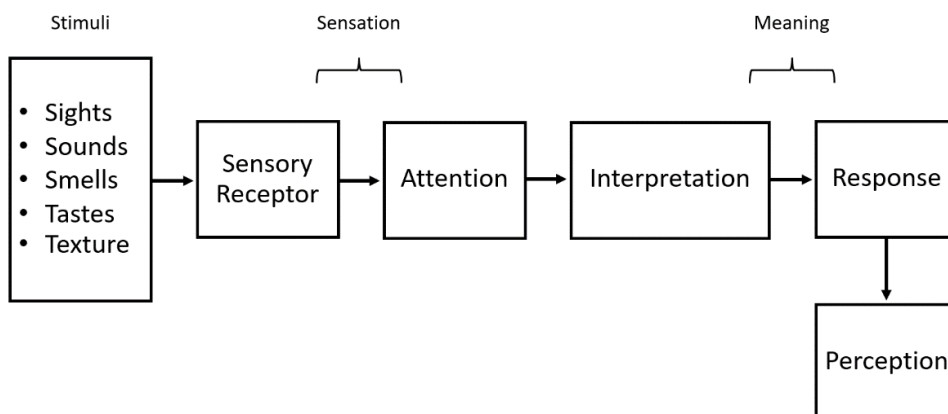 Stimuli
Sensation
Meaning
• Sights
• Sounds
• Smells
• Tastes
• Texture
Sensory
Receptor
Attention
Interpretation
Response
Perception